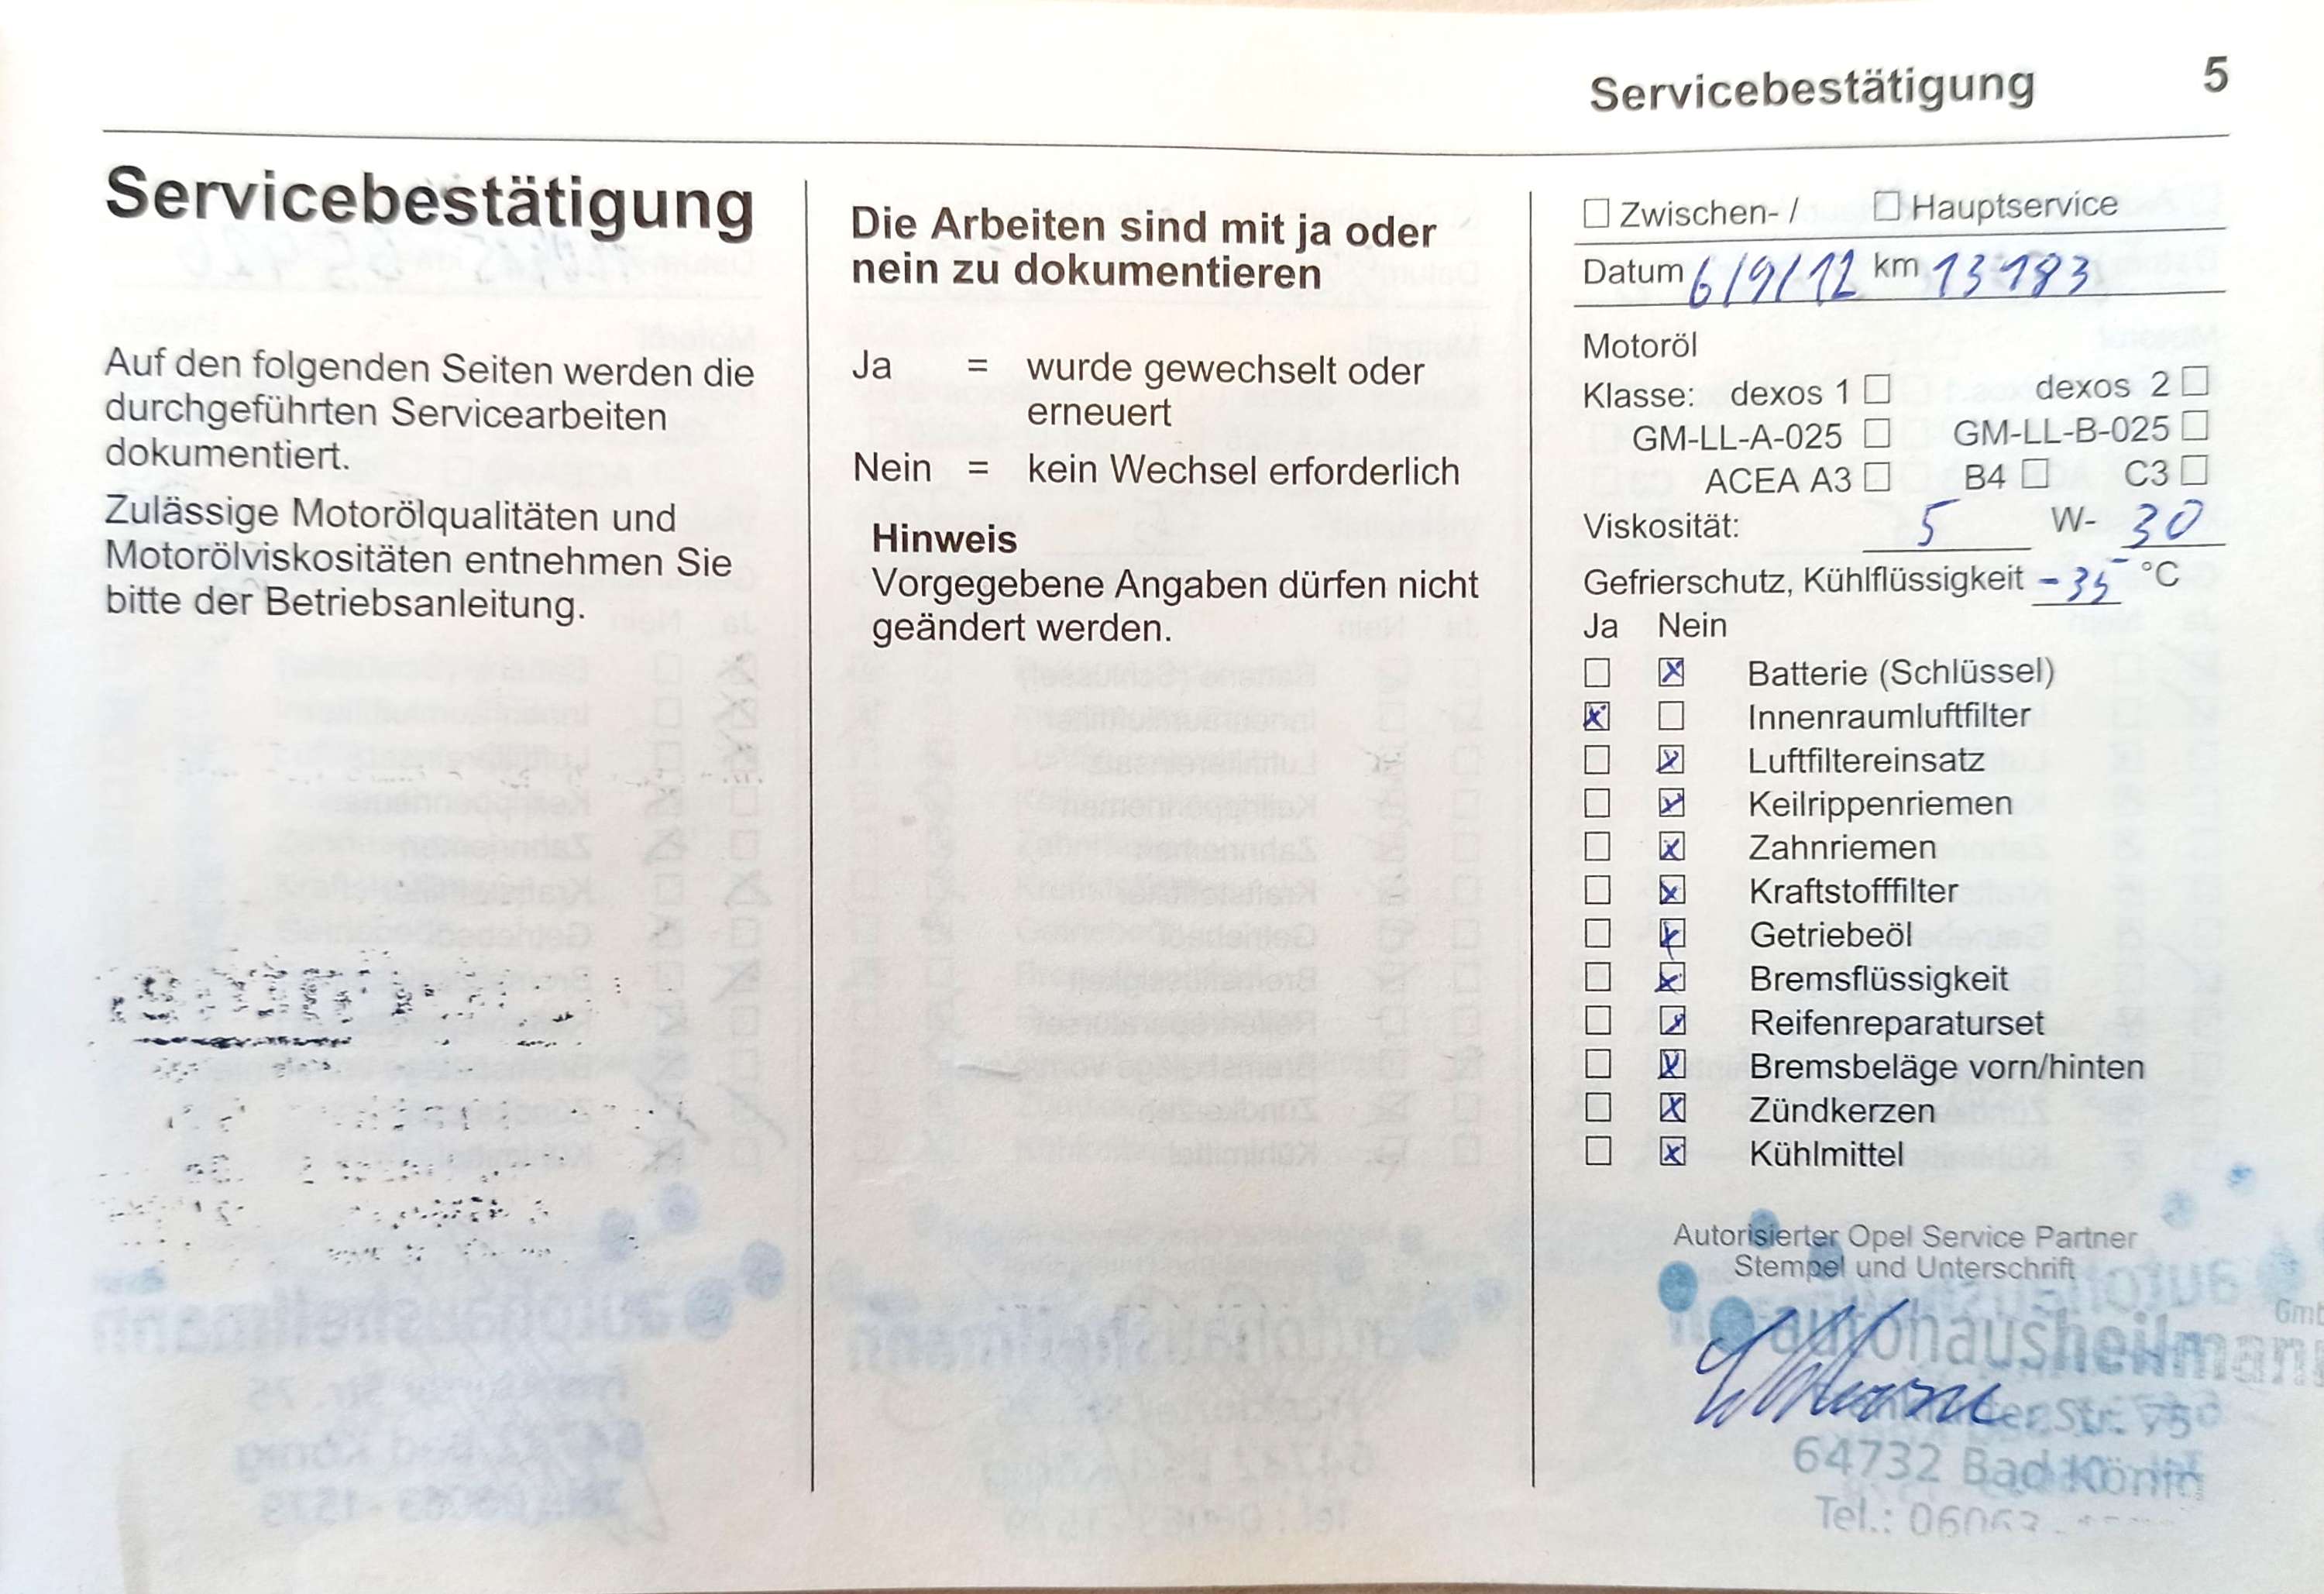 Servicebestätigung 5
Servicebestätigung
Auf den folgenden Seiten werden die
durchgeführten Servicearbeiten
dokumentiert.
Zulässige Motorölqualitäten und
Motorölviskositäten entnehmen Sie
bitte der Betriebsanleitung.
Die Arbeiten sind mit ja oder
nein zu dokumentieren
Ja = wurde gewechselt oder
erneuert
Nein = kein Wechsel erforderlich
Hinweis
Vorgegebene Angaben dürfen nicht
geändert werden.
☐ Zwischen- / ☐ Hauptservice
Datum 6/9/12 km 13183
Motoröl
Klasse: dexos 1 ☐ dexos 2 ☐
GM-LL-A-025 ☐ GM-LL-B-025 ☐
ACEA A3 ☐ B4 ☐ C3 ☐
Viskosität: 5 W- 30
Gefrierschutz, Kühlflüssigkeit -35 °C
Ja Nein
☐ ☒ Batterie (Schlüssel)
☒ ☐ Innenraumluftfilter
☐ ☒ Luftfiltereinsatz
☐ ☒ Keilrippenriemen
☐ ☒ Zahnriemen
☐ ☒ Kraftstofffilter
☐ ☒ Getriebeöl
☐ ☒ Bremsflüssigkeit
☐ ☒ Reifenreparaturset
☐ ☒ Bremsbeläge vorn/hinten
☐ ☒ Zündkerzen
☐ ☒ Kühlmittel
Autorisierter Opel Service Partner
Stempel und Unterschrift
autohausheilmann
Str. 75
64732 Bad König
Tel.: 06063